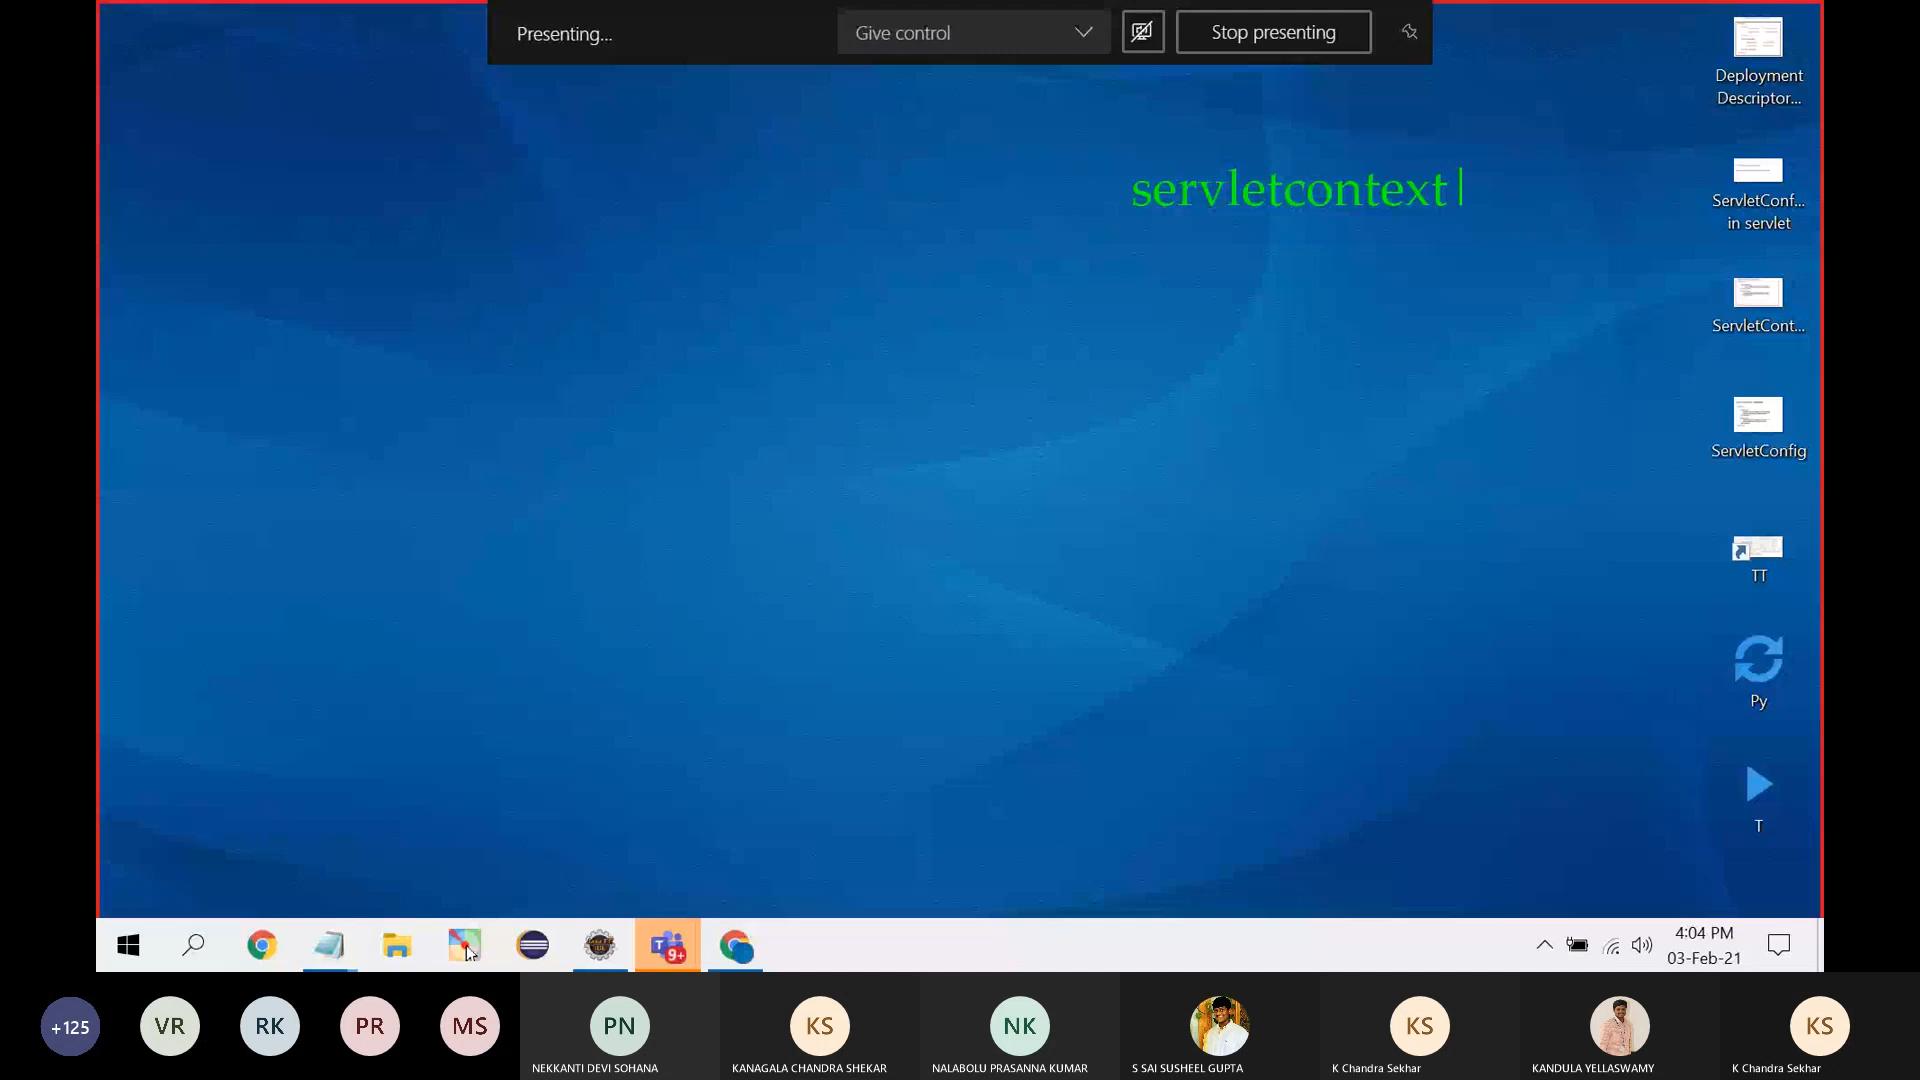 Presenting...
Give control
Stop presenting
Deployment
Descriptor...
servletcontext
ServletConf...
in servlet
ServletCont...
ServletConfig
TT
Py
T
9+
4:04 PM
03-Feb-21
+125
VR
RK
PR
MS
PN
KS
NK
KS
KS
NEKKANTI DEVI SOHANA
KANAGALA CHANDRA SHEKAR
NALABOLU PRASANNA KUMAR
S SAI SUSHEEL GUPTA
K Chandra Sekhar
KANDULA YELLASWAMY
K Chandra Sekhar